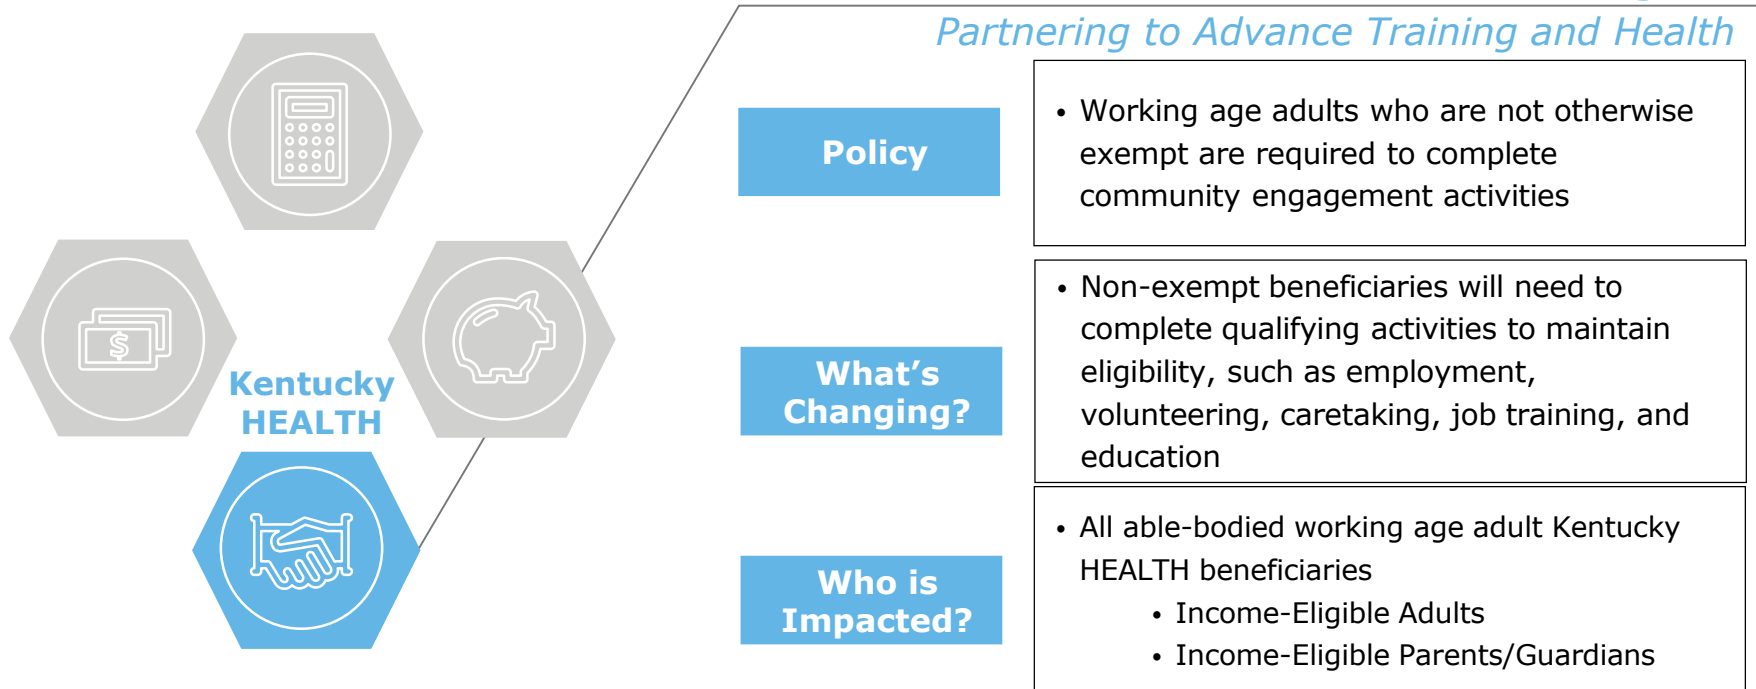 Partnering to Advance Training and Health
Kentucky
HEALTH
$
Policy
• Working age adults who are not otherwise
exempt are required to complete
community engagement activities
What's
Changing?
• Non-exempt beneficiaries will need to
complete qualifying activities to maintain
eligibility, such as employment,
volunteering, caretaking, job training, and
education
Who is
Impacted?
• All able-bodied working age adult Kentucky
HEALTH beneficiaries
• Income-Eligible Adults
• Income-Eligible Parents/Guardians